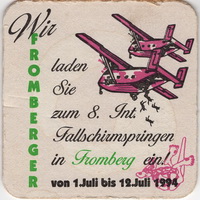 Wir
FROMBERGER
laden
Sie
zum 8. Int.
Fallschirmspringen
in Fromberg ein!
von 1.Juli bis 12.Juli 1994